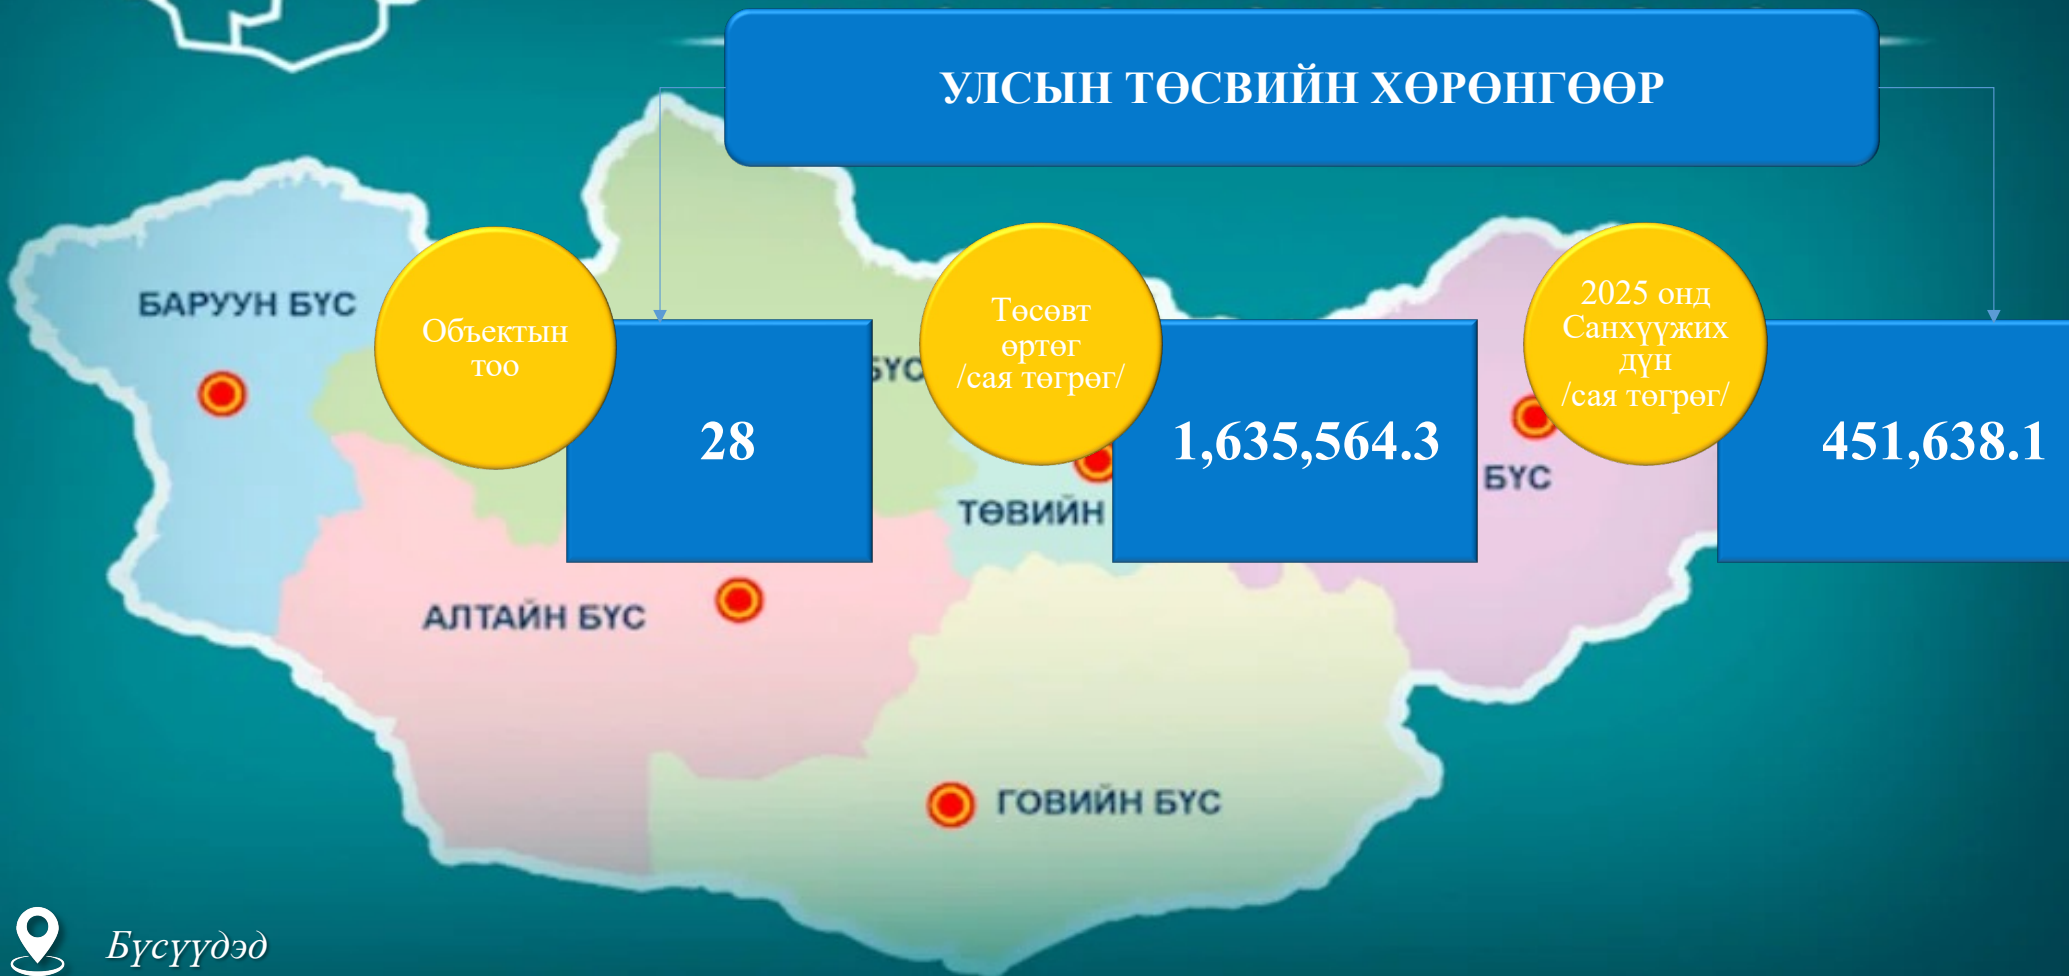 УЛСЫН ТӨСВИЙН ХӨРӨНГӨӨР
Объектын
тоо
28
Төсөвт
өртөг
/сая төгрөг/
1,635,564.3
2025 онд
Санхүүжих
дүн
/сая төгрөг/
451,638.1
БАРУУН БҮС
БҮС
ТӨВИЙН
БҮС
АЛТАЙН БҮС
ГОВИЙН БҮС
Бүсүүдэд